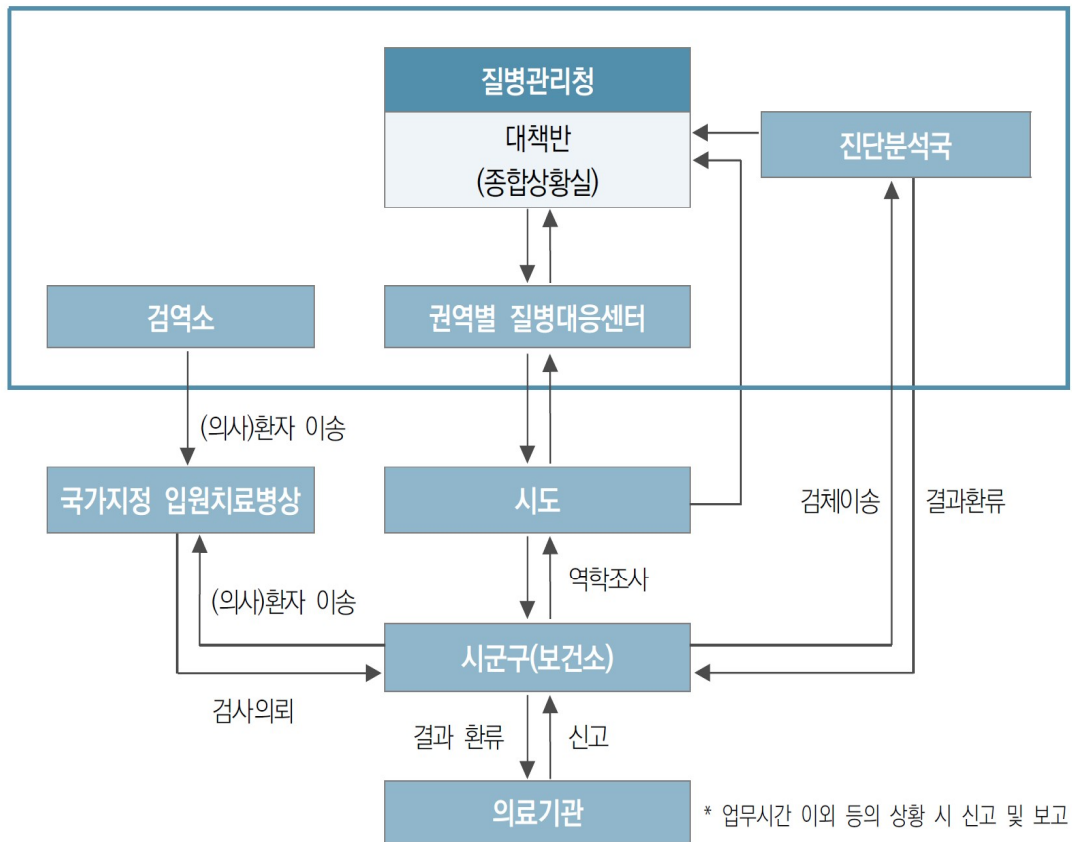 질병관리청
대책반
(종합상황실)
진단분석국
검역소
권역별 질병대응센터
(의사)환자 이송
국가지정 입원치료병상
시도
검체이송
결과환류
역학조사
(의사)환자 이송
시군구(보건소)
검사의뢰
결과 환류
신고
의료기관
* 업무시간 이외 등의 상황 시 신고 및 보고